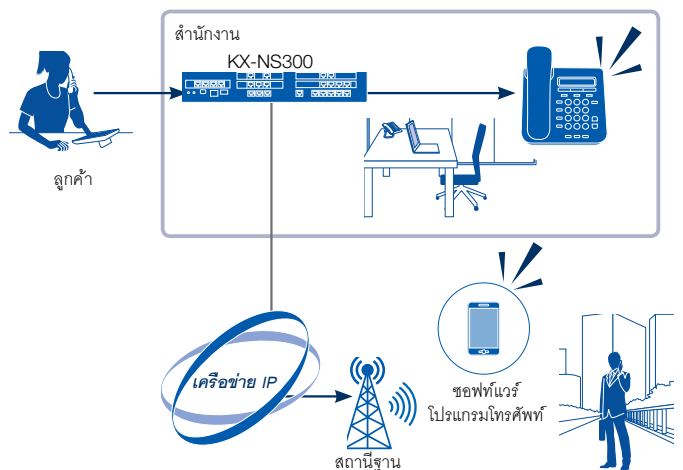 สำนักงาน
KX-NS300
ลูกค้า
เครือข่าย IP
ซอฟท์แวร์
โปรแกรมโทรศัพท์
สถานีฐาน